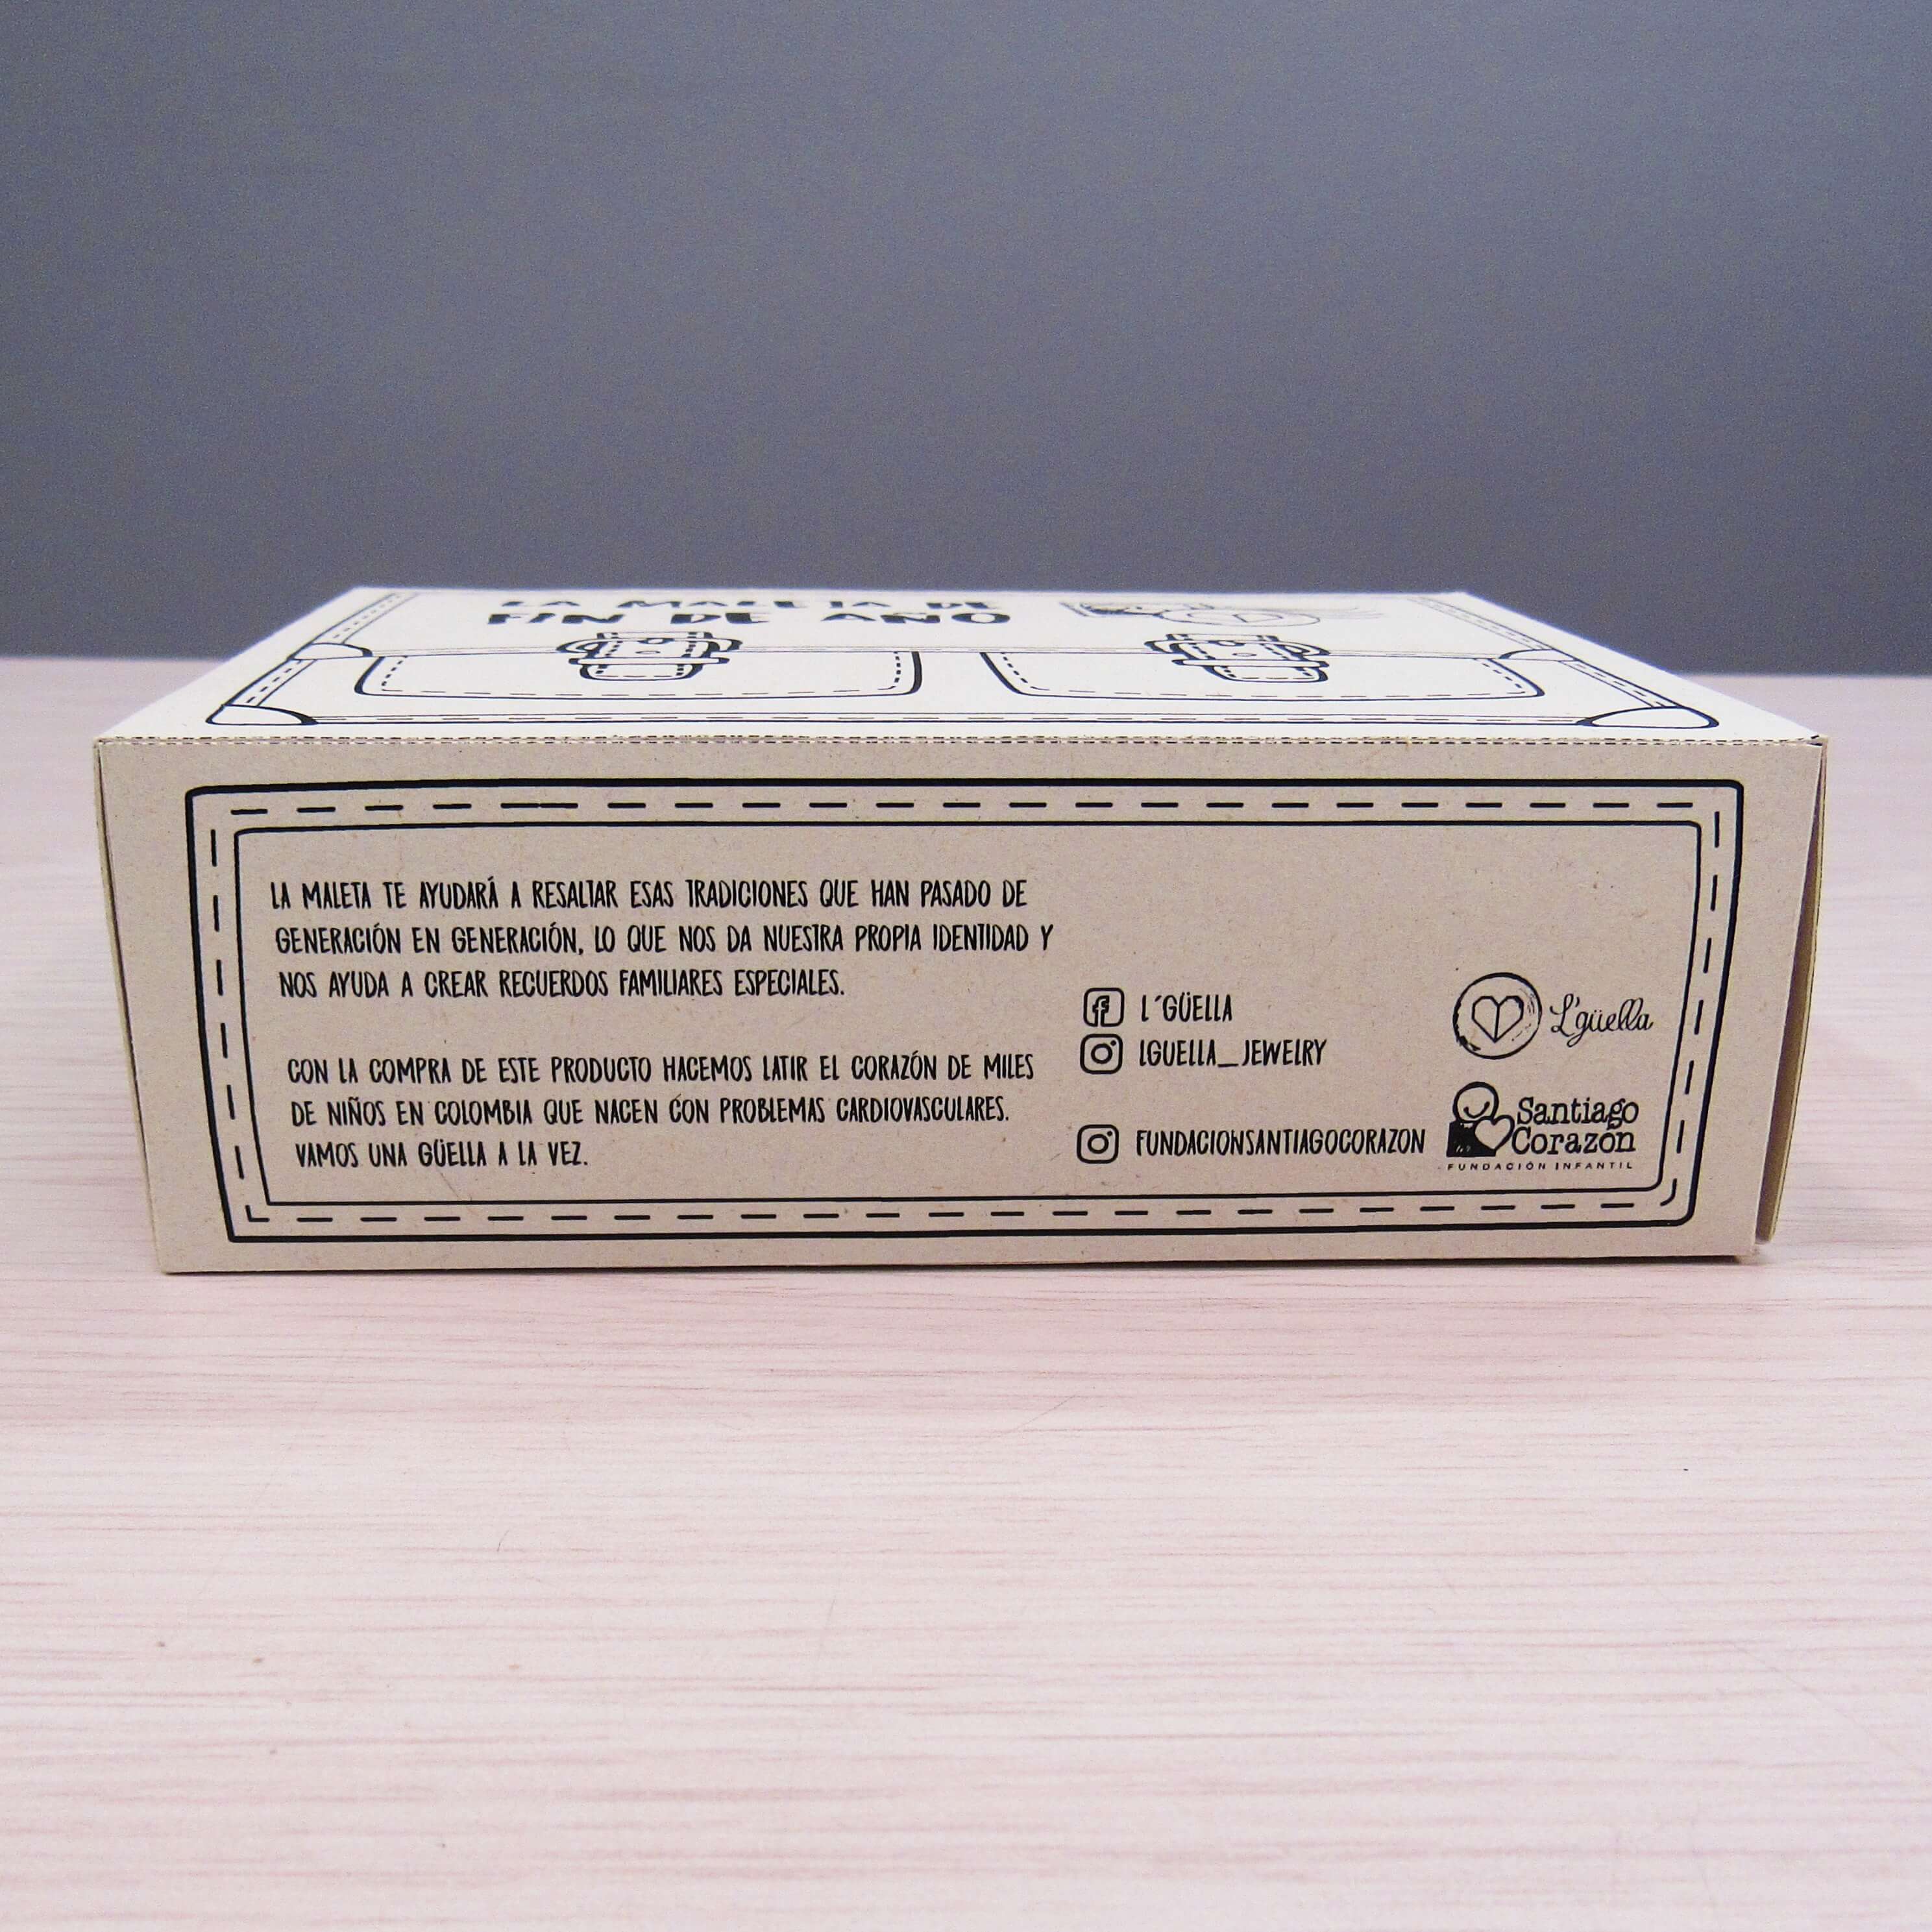 LA MALETA DE
FIN DE AÑO
LA MALETA TE AYUDARÁ A RESALTAR ESAS TRADICIONES QUE HAN PASADO DE
GENERACIÓN EN GENERACIÓN, LO QUE NOS DA NUESTRA PROPIA IDENTIDAD Y
NOS AYUDA A CREAR RECUERDOS FAMILIARES ESPECIALES.
CON LA COMPRA DE ESTE PRODUCTO HACEMOS LATIR EL CORAZÓN DE MILES
DE NIÑOS EN COLOMBIA QUE NACEN CON PROBLEMAS CARDIOVASCULARES.
VAMOS UNA GÜELLA A LA VEZ.
L´GÜELLA
LGUELLA_JEWELRY
FUNDACIONSANTIAGOCORAZON
L'güella
Santiago
Corazón
FUNDACIÓN INFANTIL